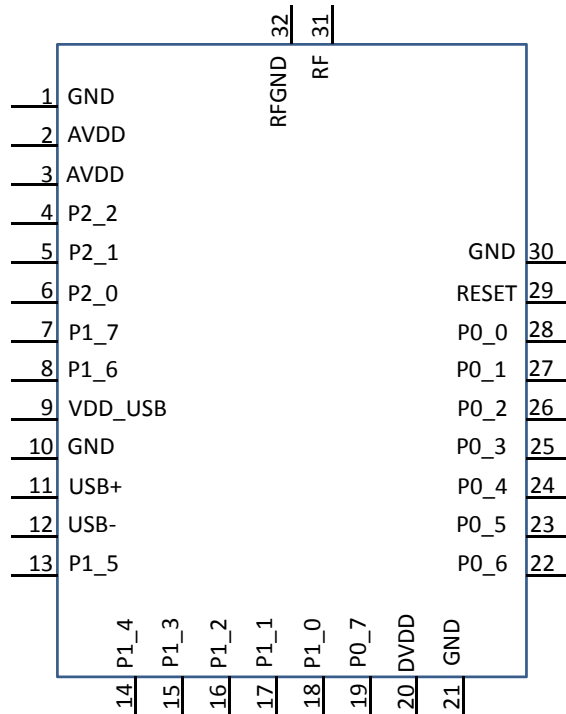 32 31
RFGND RF
1 GND
2 AVDD
3 AVDD
4 P2_2
5 P2_1
GND 30
6 P2_0
RESET 29
7 P1_7
P0_0 28
8 P1_6
P0_1 27
9 VDD_USB
P0_2 26
10 GND
P0_3 25
11 USB+
P0_4 24
12 USB-
P0_5 23
13 P1_5
P0_6 22
P1_4 P1_3 P1_2 P1_1 P1_0 P0_7 DVDD GND
14 15 16 17 18 19 20 21